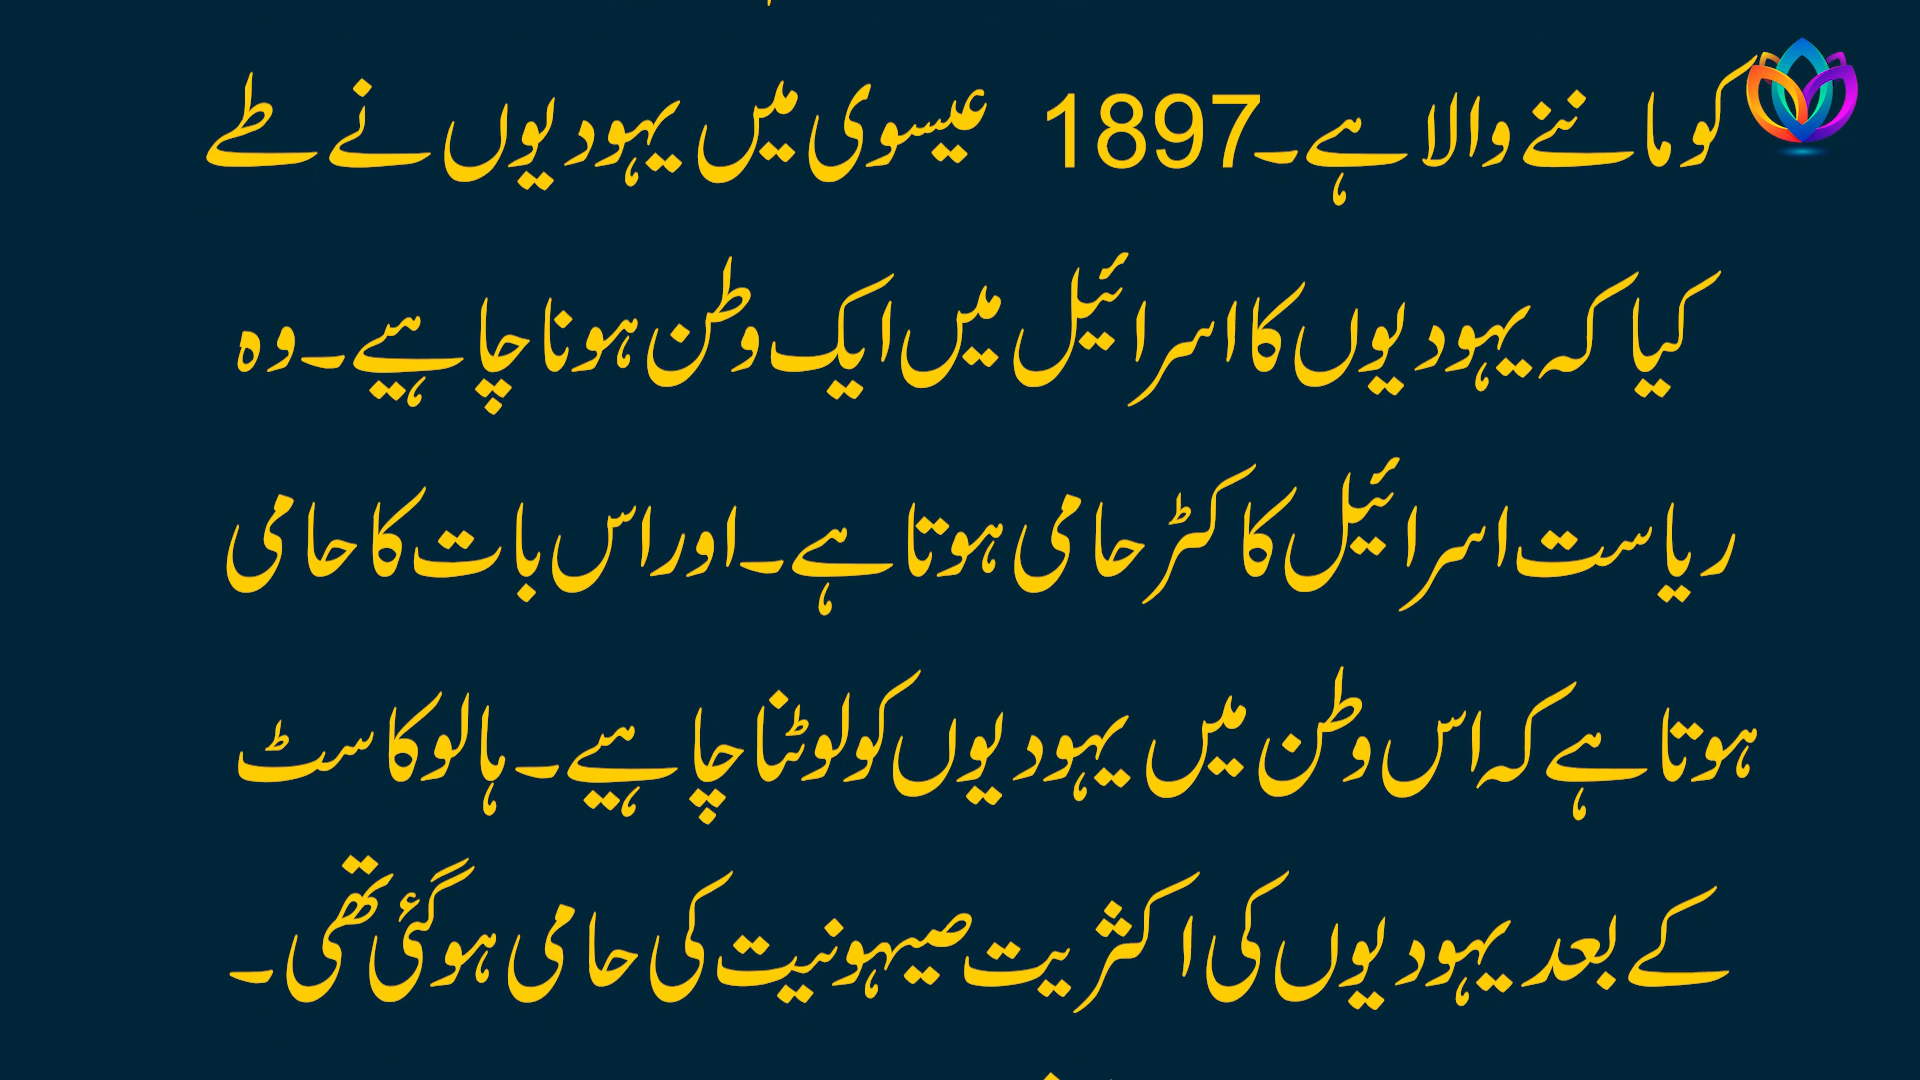 کو ماننے والا ہے۔1897 عیسوی میں یہودیوں نے طے
کیا کہ یہودیوں کا اسرائیل میں ایک وطن ہونا چاہیے۔ وہ
ریاست اسرائیل کا کٹر حامی ہوتا ہے۔ اور اس بات کا حامی
ہوتا ہے کہ اس وطن میں یہودیوں کو لوٹنا چاہیے۔ ہالوکاسٹ
کے بعد یہودیوں کی اکثریت صیہونیت کی حامی ہوگئی تھی۔